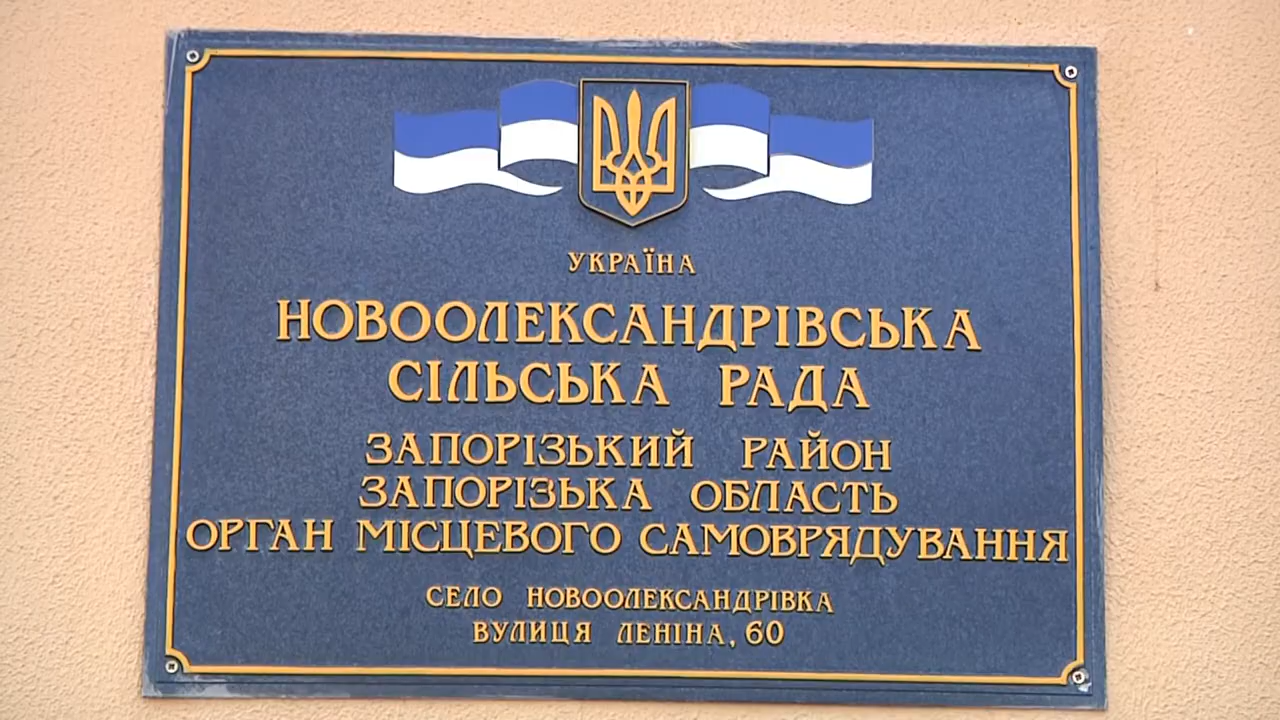 УКРАЇНА
НОВООЛЕКСАНДРІВСЬКА
СІЛЬСЬКА РАДА
ЗАПОРІЗЬКИЙ РАЙОН
ЗАПОРІЗЬКА ОБЛАСТЬ
ОРГАН МІСЦЕВОГО САМОВРЯДУВАННЯ
СЕЛО НОВООЛЕКСАНДРІВКА
ВУЛИЦЯ ЛЕНІНА, 60